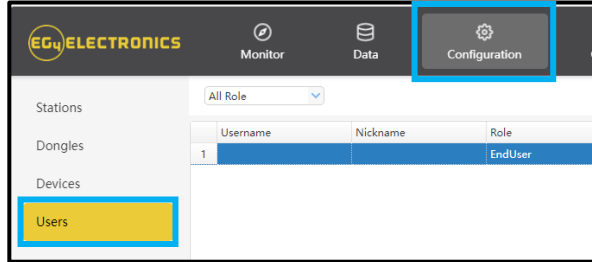 EG4 ELECTRONICS
Monitor
Data
Configuration
Stations
Dongles
Devices
Users
All Role
Username Nickname Role
1 EndUser